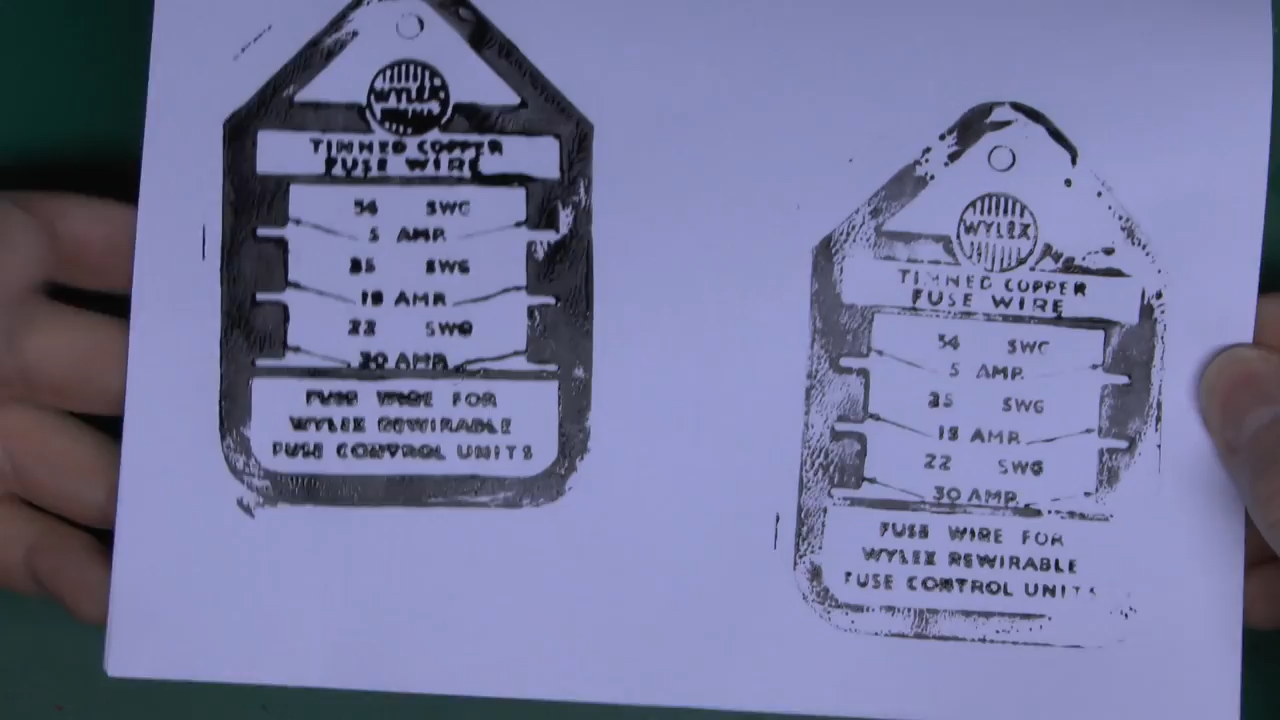 WYLEX
TINNED COPPER
FUSE WIRE
34 SWG
5 AMP.
35 SWG
15 AMP.
22 SWG
30 AMP.
FUSE WIRE FOR
WYLEX REWIRABLE
FUSE CONTROL UNITS
WYLEX
TINNED COPPER
FUSE WIRE
34 SWG
5 AMP.
35 SWG
15 AMP.
22 SWG
30 AMP.
FUSE WIRE FOR
WYLEX REWIRABLE
FUSE CONTROL UNITS